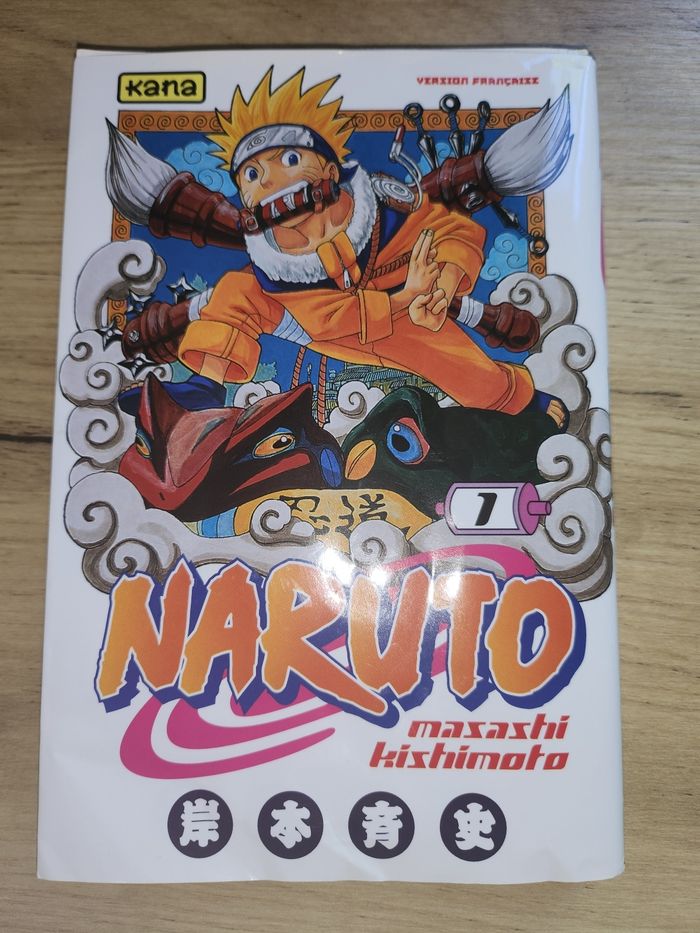 Kana
VERSION FRANÇAISE
1
NARUTO
masashi
kishimoto
岸本斉史